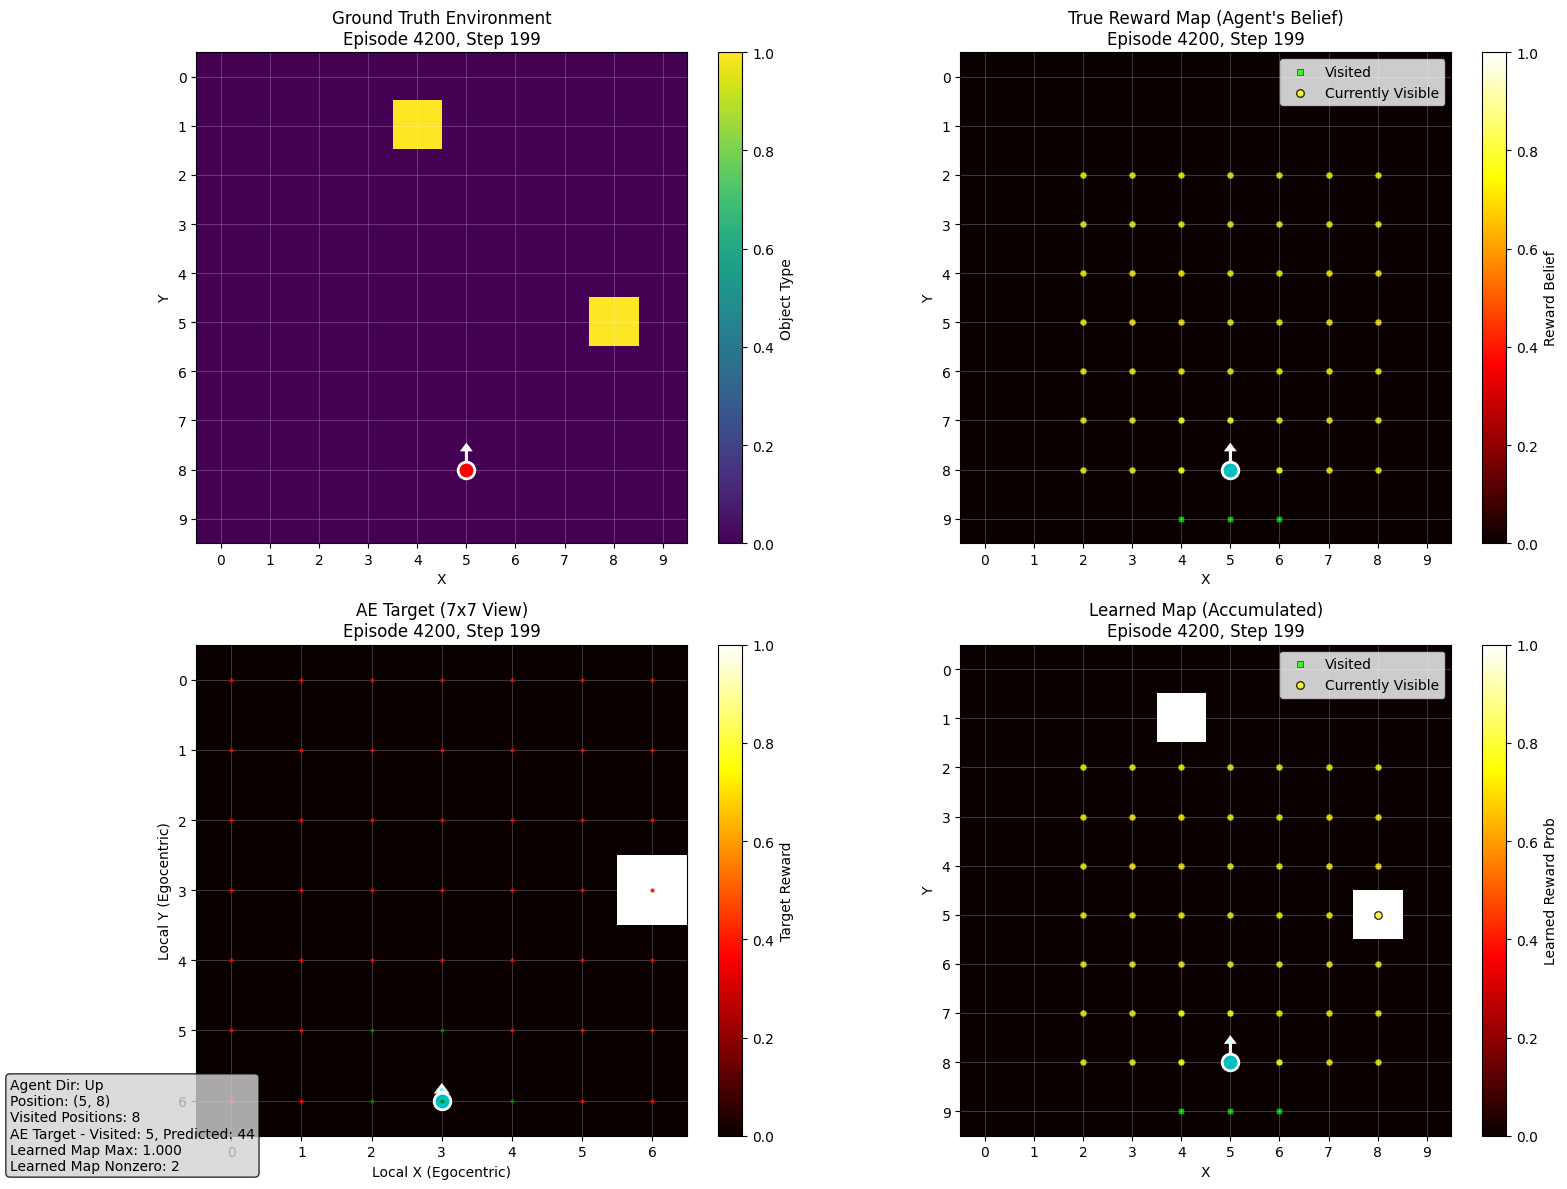 Ground Truth Environment
Episode 4200, Step 199
0
1
2
3
4
5
6
7
8
9
Y
0 1 2 3 4 5 6 7 8 9
X
1.0
0.8
0.6
0.4
0.2
0.0
Object Type
True Reward Map (Agent's Belief)
Episode 4200, Step 199
Visited
Currently Visible
0
1
2
3
4
5
6
7
8
9
Y
0 1 2 3 4 5 6 7 8 9
X
1.0
0.8
0.6
0.4
0.2
0.0
Reward Belief
AE Target (7x7 View)
Episode 4200, Step 199
0
1
2
3
4
5
6
Local Y (Egocentric)
0 1 2 3 4 5 6
Local X (Egocentric)
1.0
0.8
0.6
0.4
0.2
0.0
Target Reward
Agent Dir: Up
Position: (5, 8)
Visited Positions: 8
AE Target - Visited: 5, Predicted: 44
Learned Map Max: 1.000
Learned Map Nonzero: 2
Learned Map (Accumulated)
Episode 4200, Step 199
Visited
Currently Visible
0
1
2
3
4
5
6
7
8
9
Y
0 1 2 3 4 5 6 7 8 9
X
1.0
0.8
0.6
0.4
0.2
0.0
Learned Reward Prob